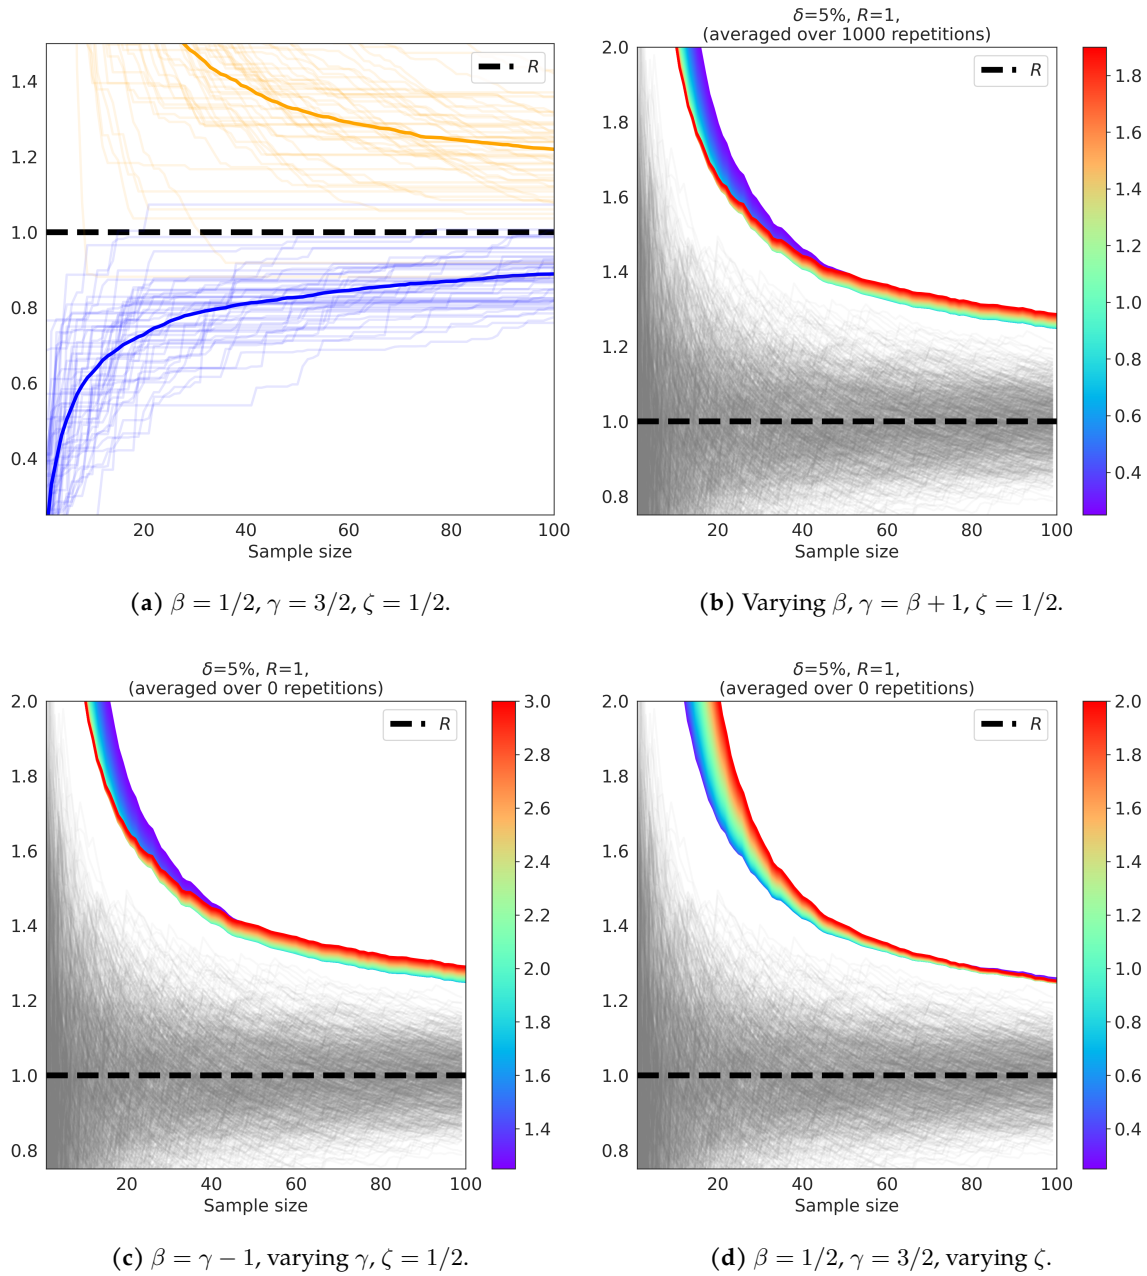 1.4
1.2
1.0
0.8
0.6
0.4
R
20 40 60 80 100
Sample size
(a) β = 1/2, γ = 3/2, ζ = 1/2.
δ=5%, R=1,
(averaged over 1000 repetitions)
2.0
1.8
1.6
1.4
1.2
1.0
0.8
R
20 40 60 80 100
Sample size
1.8
1.6
1.4
1.2
1.0
0.8
0.6
0.4
(b) Varying β, γ = β + 1, ζ = 1/2.
δ=5%, R=1,
(averaged over 0 repetitions)
2.0
1.8
1.6
1.4
1.2
1.0
0.8
R
20 40 60 80 100
Sample size
3.0
2.8
2.6
2.4
2.2
2.0
1.8
1.6
1.4
(c) β = γ − 1, varying γ, ζ = 1/2.
δ=5%, R=1,
(averaged over 0 repetitions)
2.0
1.8
1.6
1.4
1.2
1.0
0.8
R
20 40 60 80 100
Sample size
2.0
1.8
1.6
1.4
1.2
1.0
0.8
0.6
0.4
(d) β = 1/2, γ = 3/2, varying ζ.